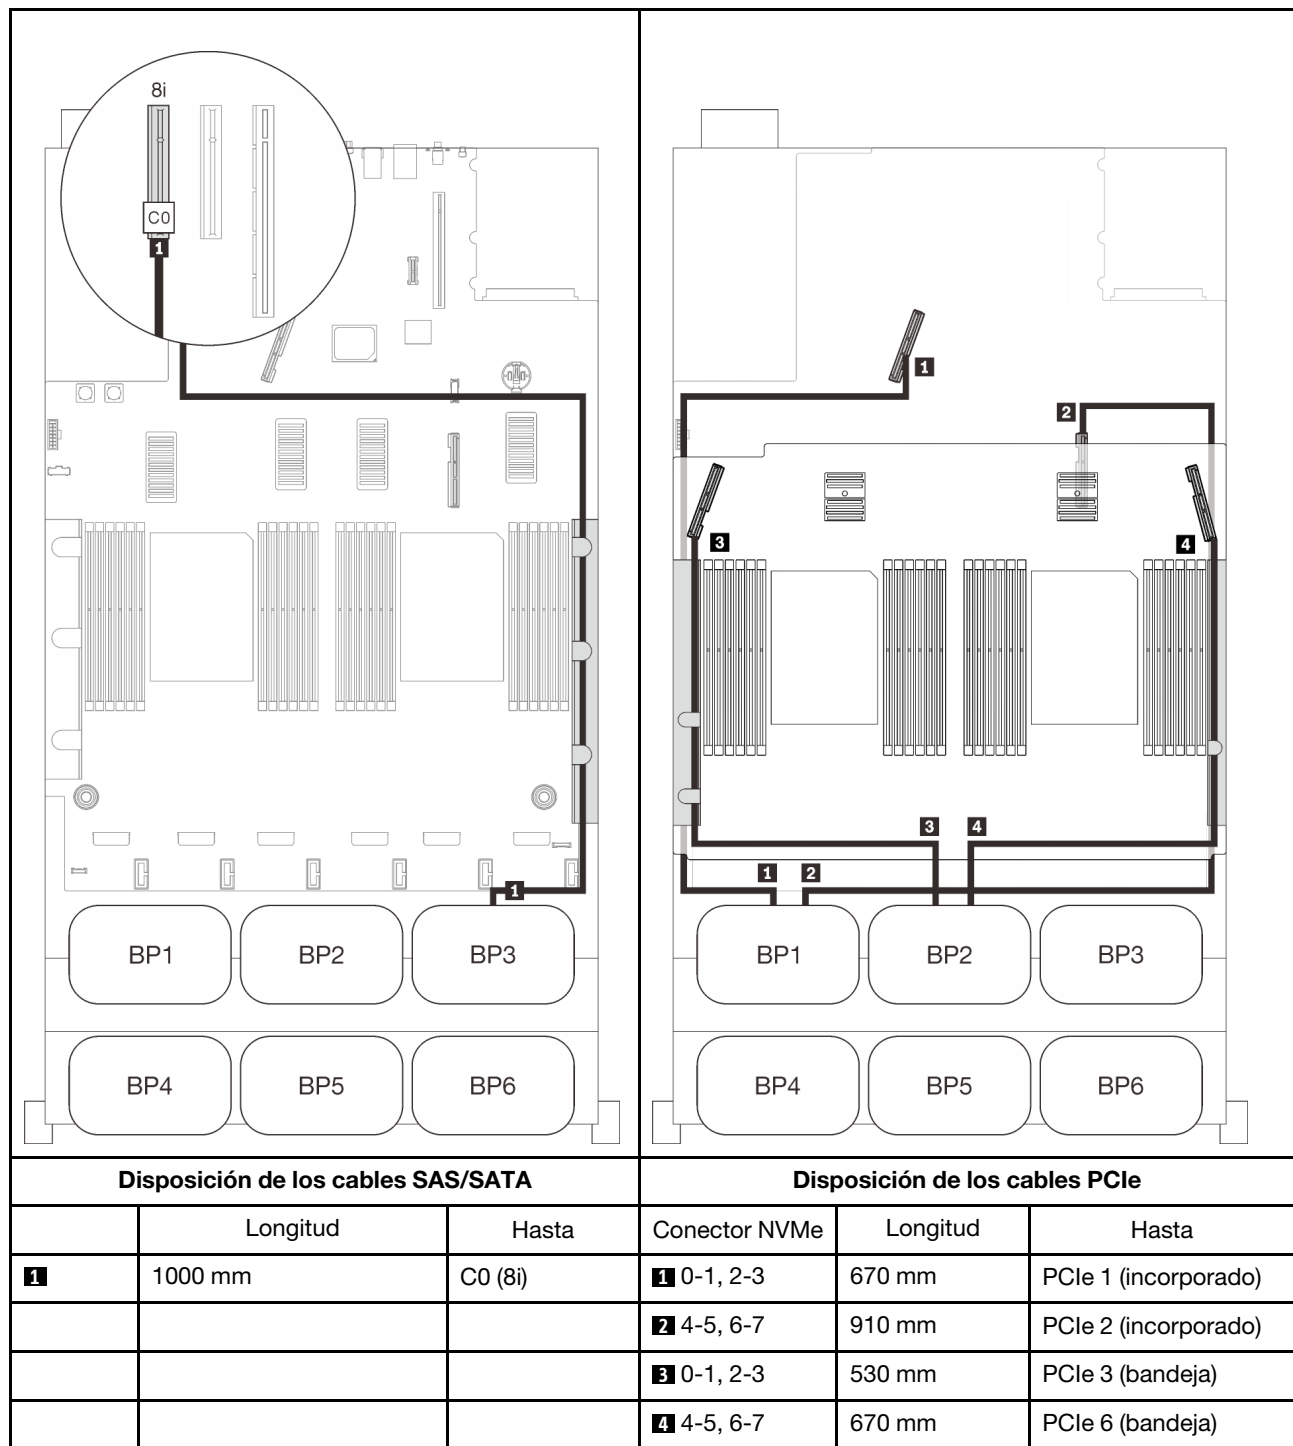 8i
C0
1
1
BP1 BP2 BP3
BP4 BP5 BP6
1
2
3 4
3 4
1 2
BP1 BP2 BP3
BP4 BP5 BP6
Disposición de los cables SAS/SATA
Disposición de los cables PCIe
Longitud Hasta Conector NVMe Longitud Hasta
1 1000 mm C0 (8i) 1 0-1, 2-3 670 mm PCIe 1 (incorporado)
2 4-5, 6-7 910 mm PCIe 2 (incorporado)
3 0-1, 2-3 530 mm PCIe 3 (bandeja)
4 4-5, 6-7 670 mm PCIe 6 (bandeja)